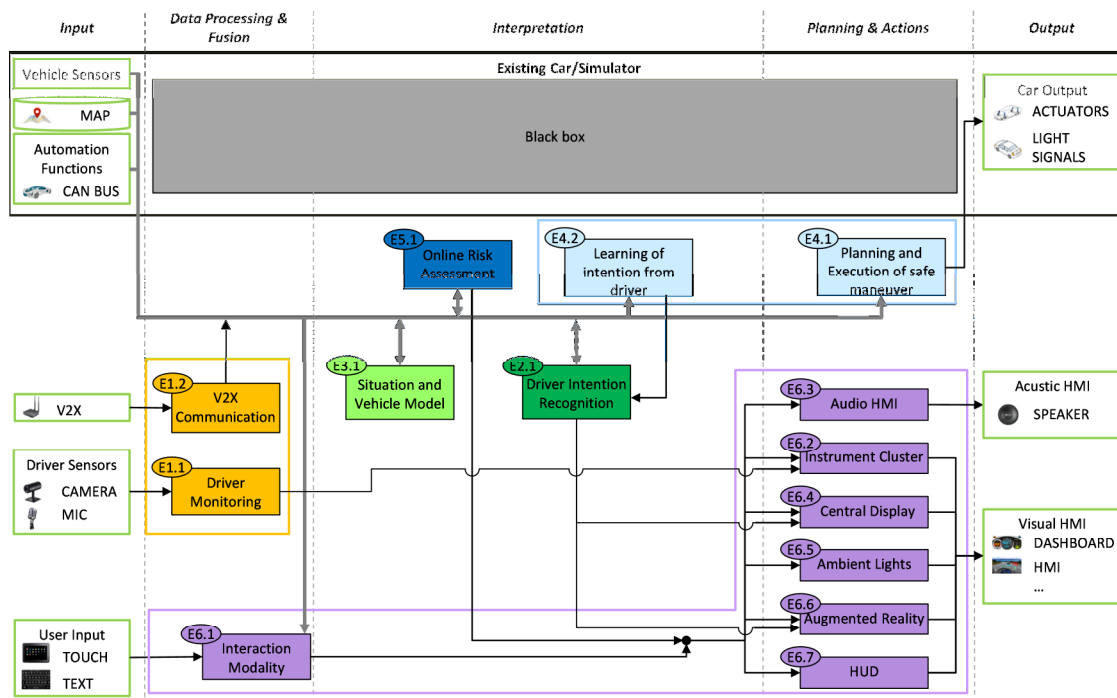 Input
Data Processing &
Fusion
Interpretation
Planning & Actions
Output
Vehicle Sensors
MAP
Automation
Functions
CAN BUS
Existing Car/Simulator
Black box
Car Output
ACTUATORS
LIGHT
SIGNALS
E5.1
Online Risk
Assessment
E4.2
Learning of
intention from
driver
E4.1
Planning and
Execution of safe
maneuver
E1.2
V2X
Communication
E3.1
Situation and
Vehicle Model
E2.1
Driver Intention
Recognition
V2X
E6.3
Audio HMI
Acustic HMI
SPEAKER
Driver Sensors
CAMERA
MIC
E1.1
Driver
Monitoring
E6.2
Instrument Cluster
E6.4
Central Display
E6.5
Ambient Lights
Visual HMI
DASHBOARD
HMI
...
E6.6
Augmented Reality
User Input
TOUCH
TEXT
E6.1
Interaction
Modality
E6.7
HUD